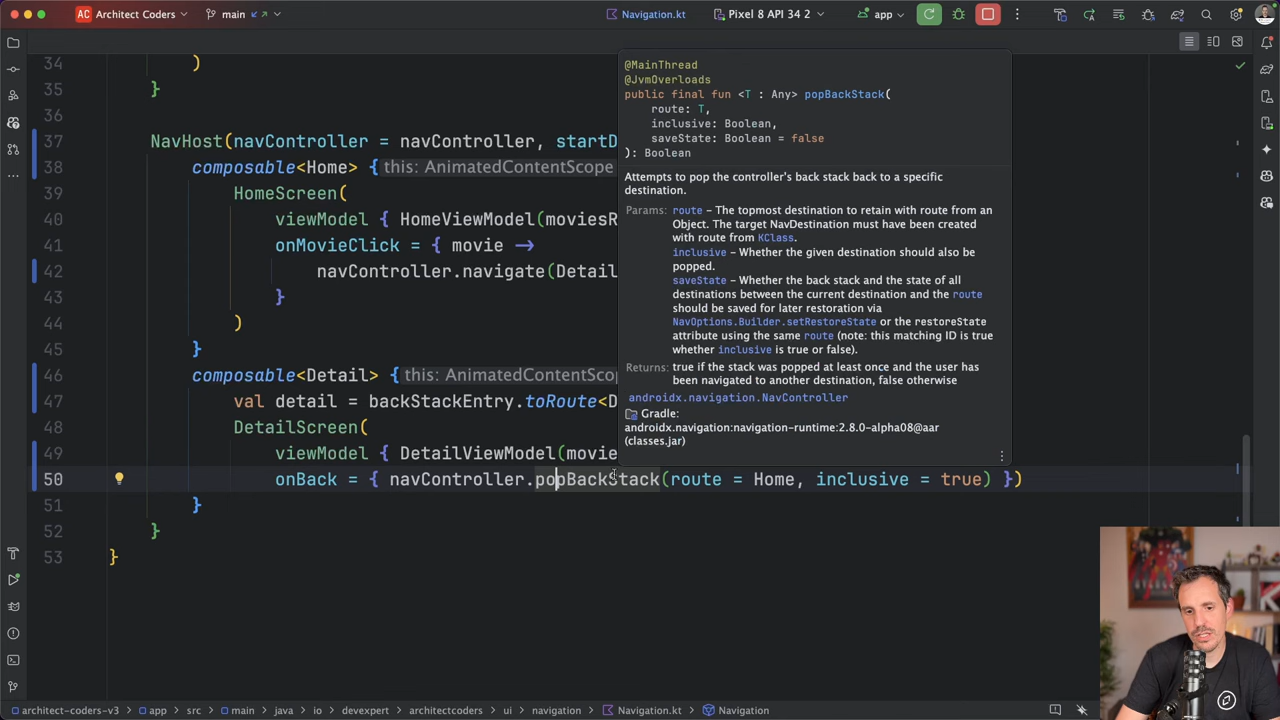 AC Architect Coders main Navigation.kt Pixel 8 API 34 2 app
34 )
35 }
36
37 NavHost(navController = navController, startD
38 composable<Home> { this: AnimatedContentScope
39 HomeScreen(
40 viewModel { HomeViewModel(moviesR
41 onMovieClick = { movie →
42 navController.navigate(Detail
43 }
44 )
45 }
46 composable<Detail> { this: AnimatedContentSco
47 val detail = backStackEntry.toRoute<D
48 DetailScreen(
49 viewModel { DetailViewModel(movie
50 onBack = { navController.popBackStack(route = Home, inclusive = true) })
51 }
52 }
53 }
@MainThread
@JvmOverloads
public final fun <T : Any> popBackStack(
route: T,
inclusive: Boolean,
saveState: Boolean = false
): Boolean
Attempts to pop the controller's back stack back to a specific
destination.
Params: route – The topmost destination to retain with route from an
Object. The target NavDestination must have been created
with route from KClass.
inclusive – Whether the given destination should also be
popped.
saveState – Whether the back stack and the state of all
destinations between the current destination and the route
should be saved for later restoration via
NavOptions.Builder.setRestoreState or the restoreState
attribute using the same route (note: this matching ID is true
whether inclusive is true or false).
Returns: true if the stack was popped at least once and the user has
been navigated to another destination, false otherwise
androidx.navigation.NavController
Gradle:
androidx.navigation:navigation-runtime:2.8.0-alpha08@aar
(classes.jar)
architect-coders-v3 > app > src > main > java > io > devexpert > architectcoders > ui > navigation > Navigation.kt > Navigation